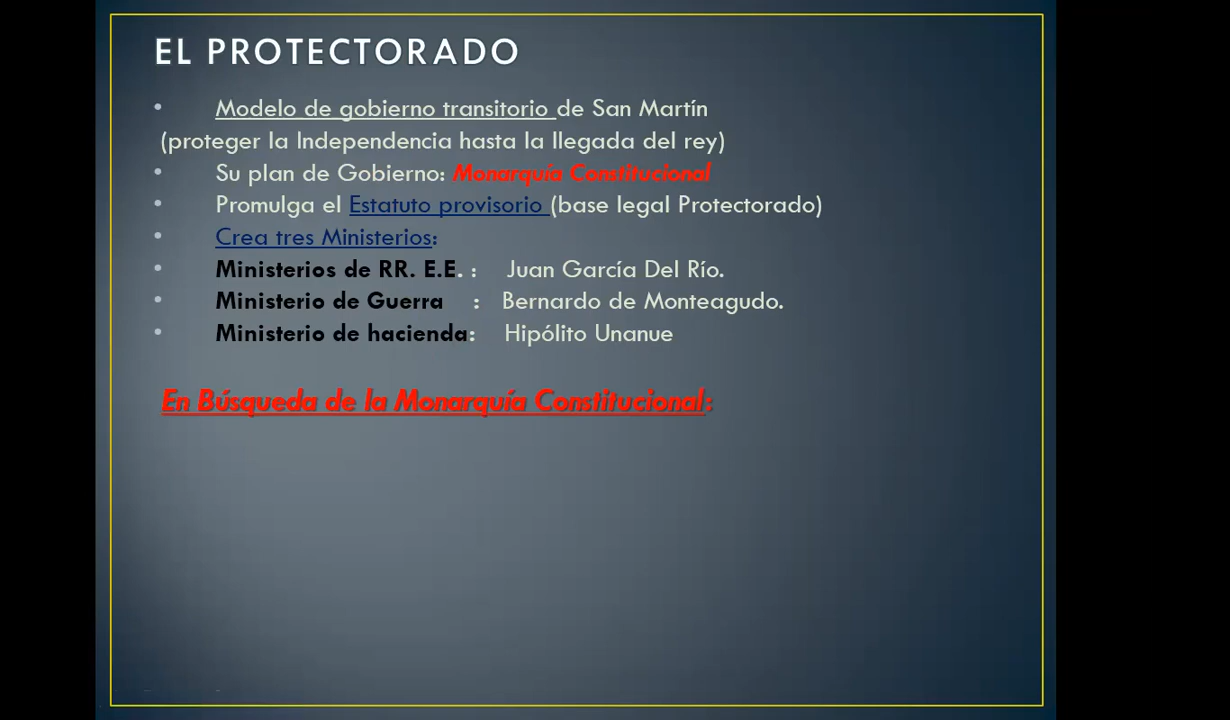 EL PROTECTORADO
• Modelo de gobierno transitorio de San Martín
(proteger la Independencia hasta la llegada del rey)
• Su plan de Gobierno: Monarquía Constitucional
• Promulga el Estatuto provisorio (base legal Protectorado)
• Crea tres Ministerios:
• Ministerios de RR. E.E. : Juan García Del Río.
• Ministerio de Guerra : Bernardo de Monteagudo.
• Ministerio de hacienda: Hipólito Unanue
En Búsqueda de la Monarquía Constitucional: